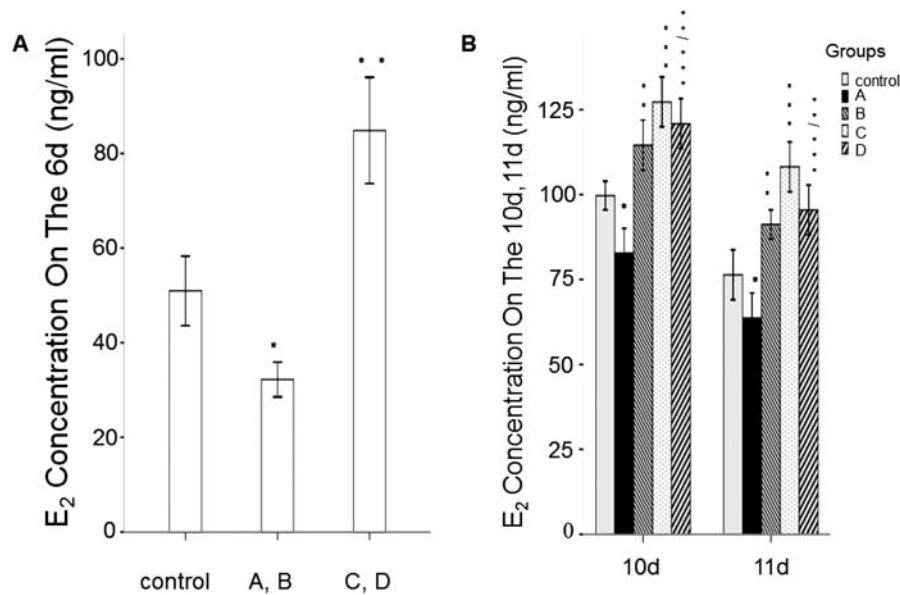 A
E₂ Concentration On The 6d (ng/ml)
100
80
60
40
20
0
control A, B C, D
B
E₂ Concentration On The 10d,11d (ng/ml)
125
100
75
50
25
0
10d 11d
Groups
control
A
B
C
D